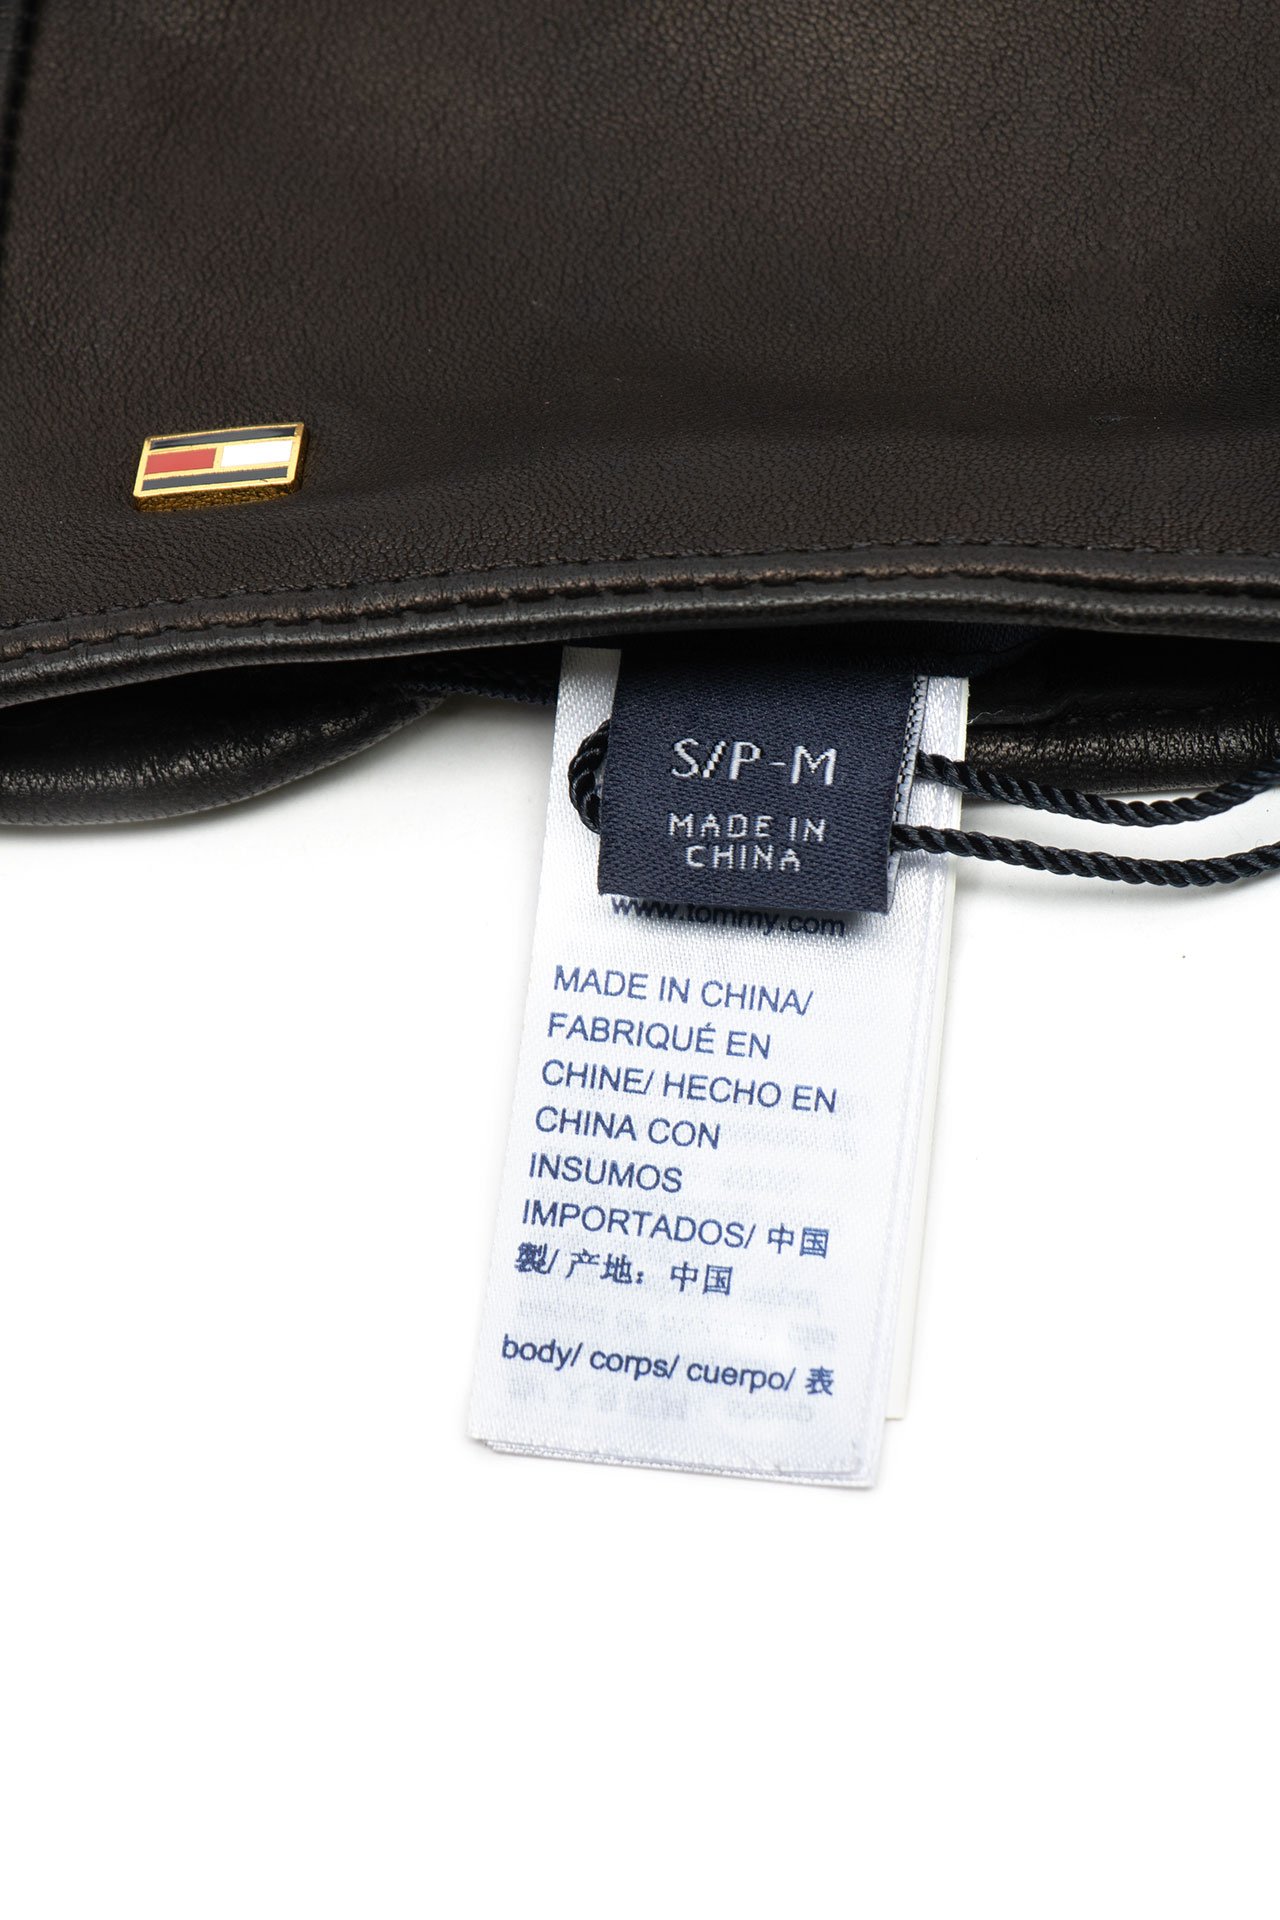 S/P-M
MADE IN
CHINA
www.tommy.com
MADE IN CHINA/
FABRIQUÉ EN
CHINE/ HECHO EN
CHINA CON
INSUMOS
IMPORTADOS/ 中国
製/ 产地：中国
body/ corps/ cuerpo/ 表